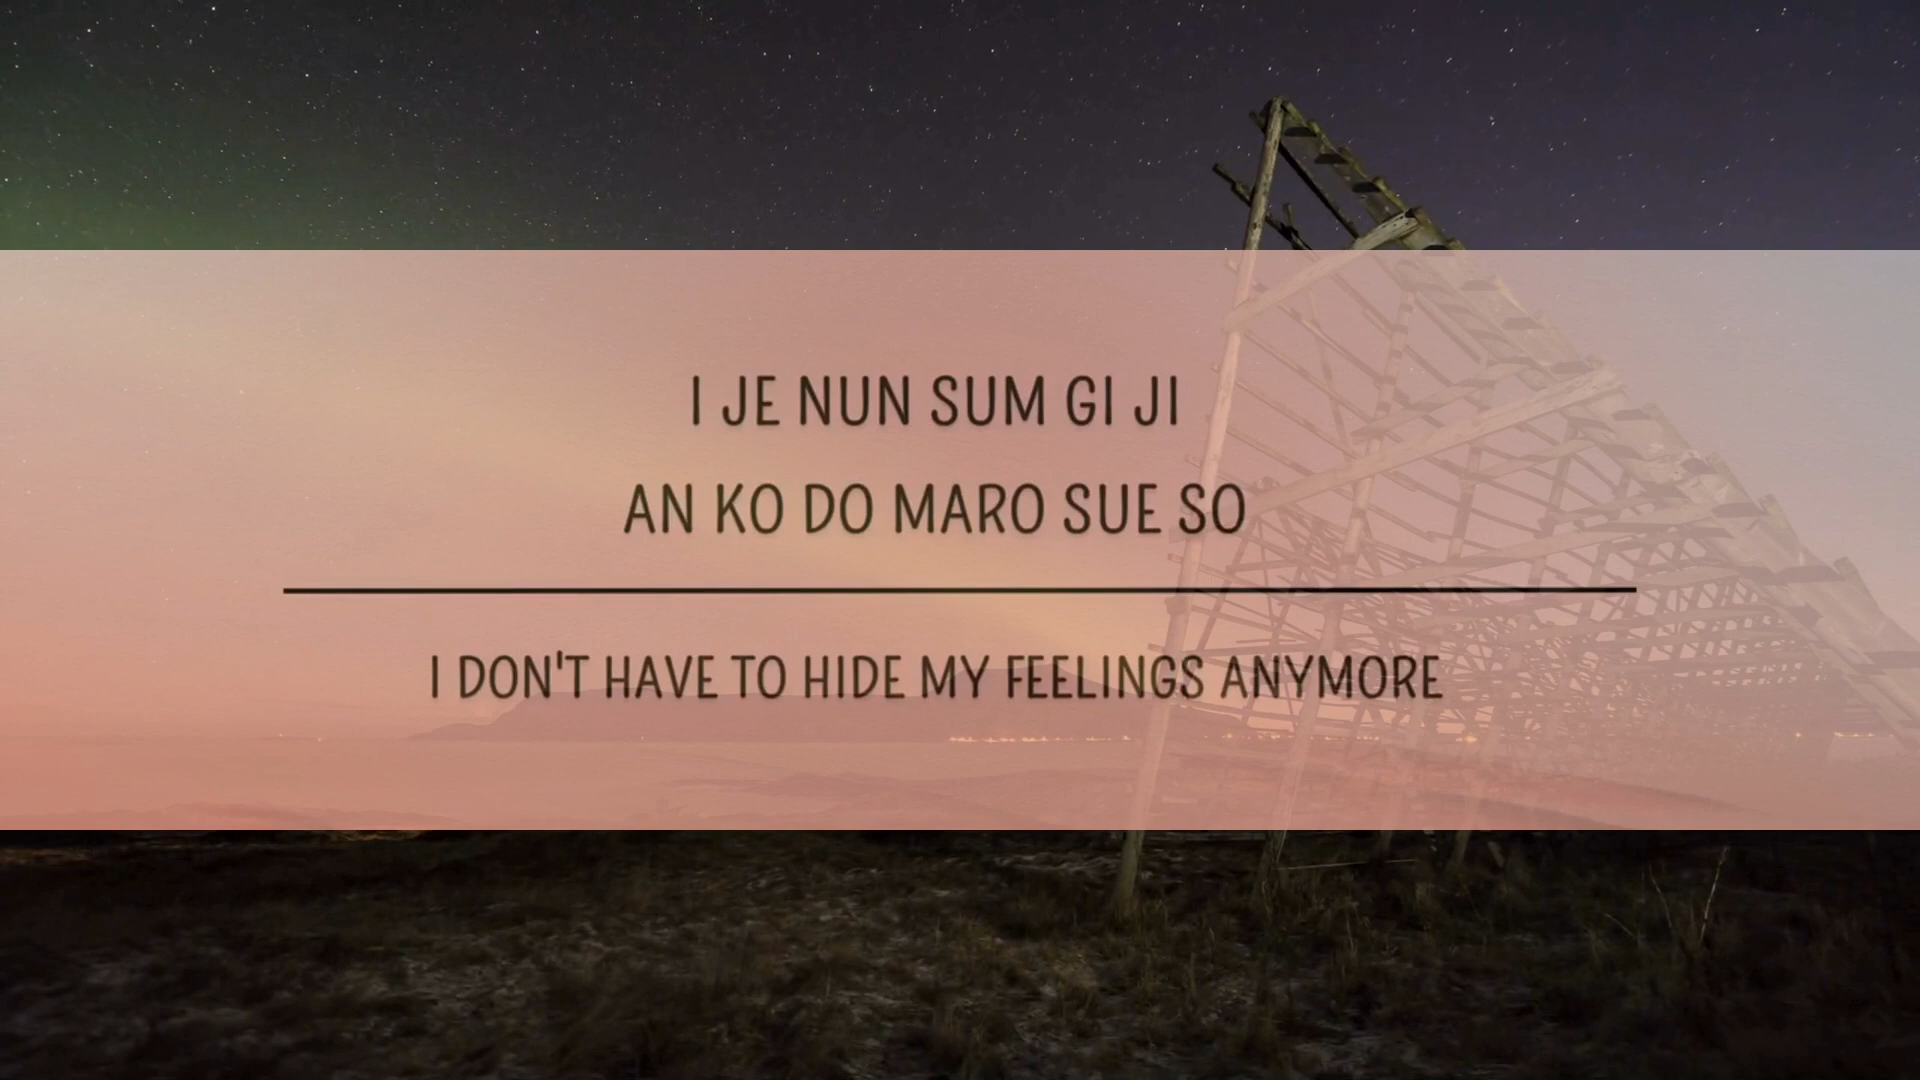 I JE NUN SUM GI JI
AN KO DO MARO SUE SO
I DON'T HAVE TO HIDE MY FEELINGS ANYMORE